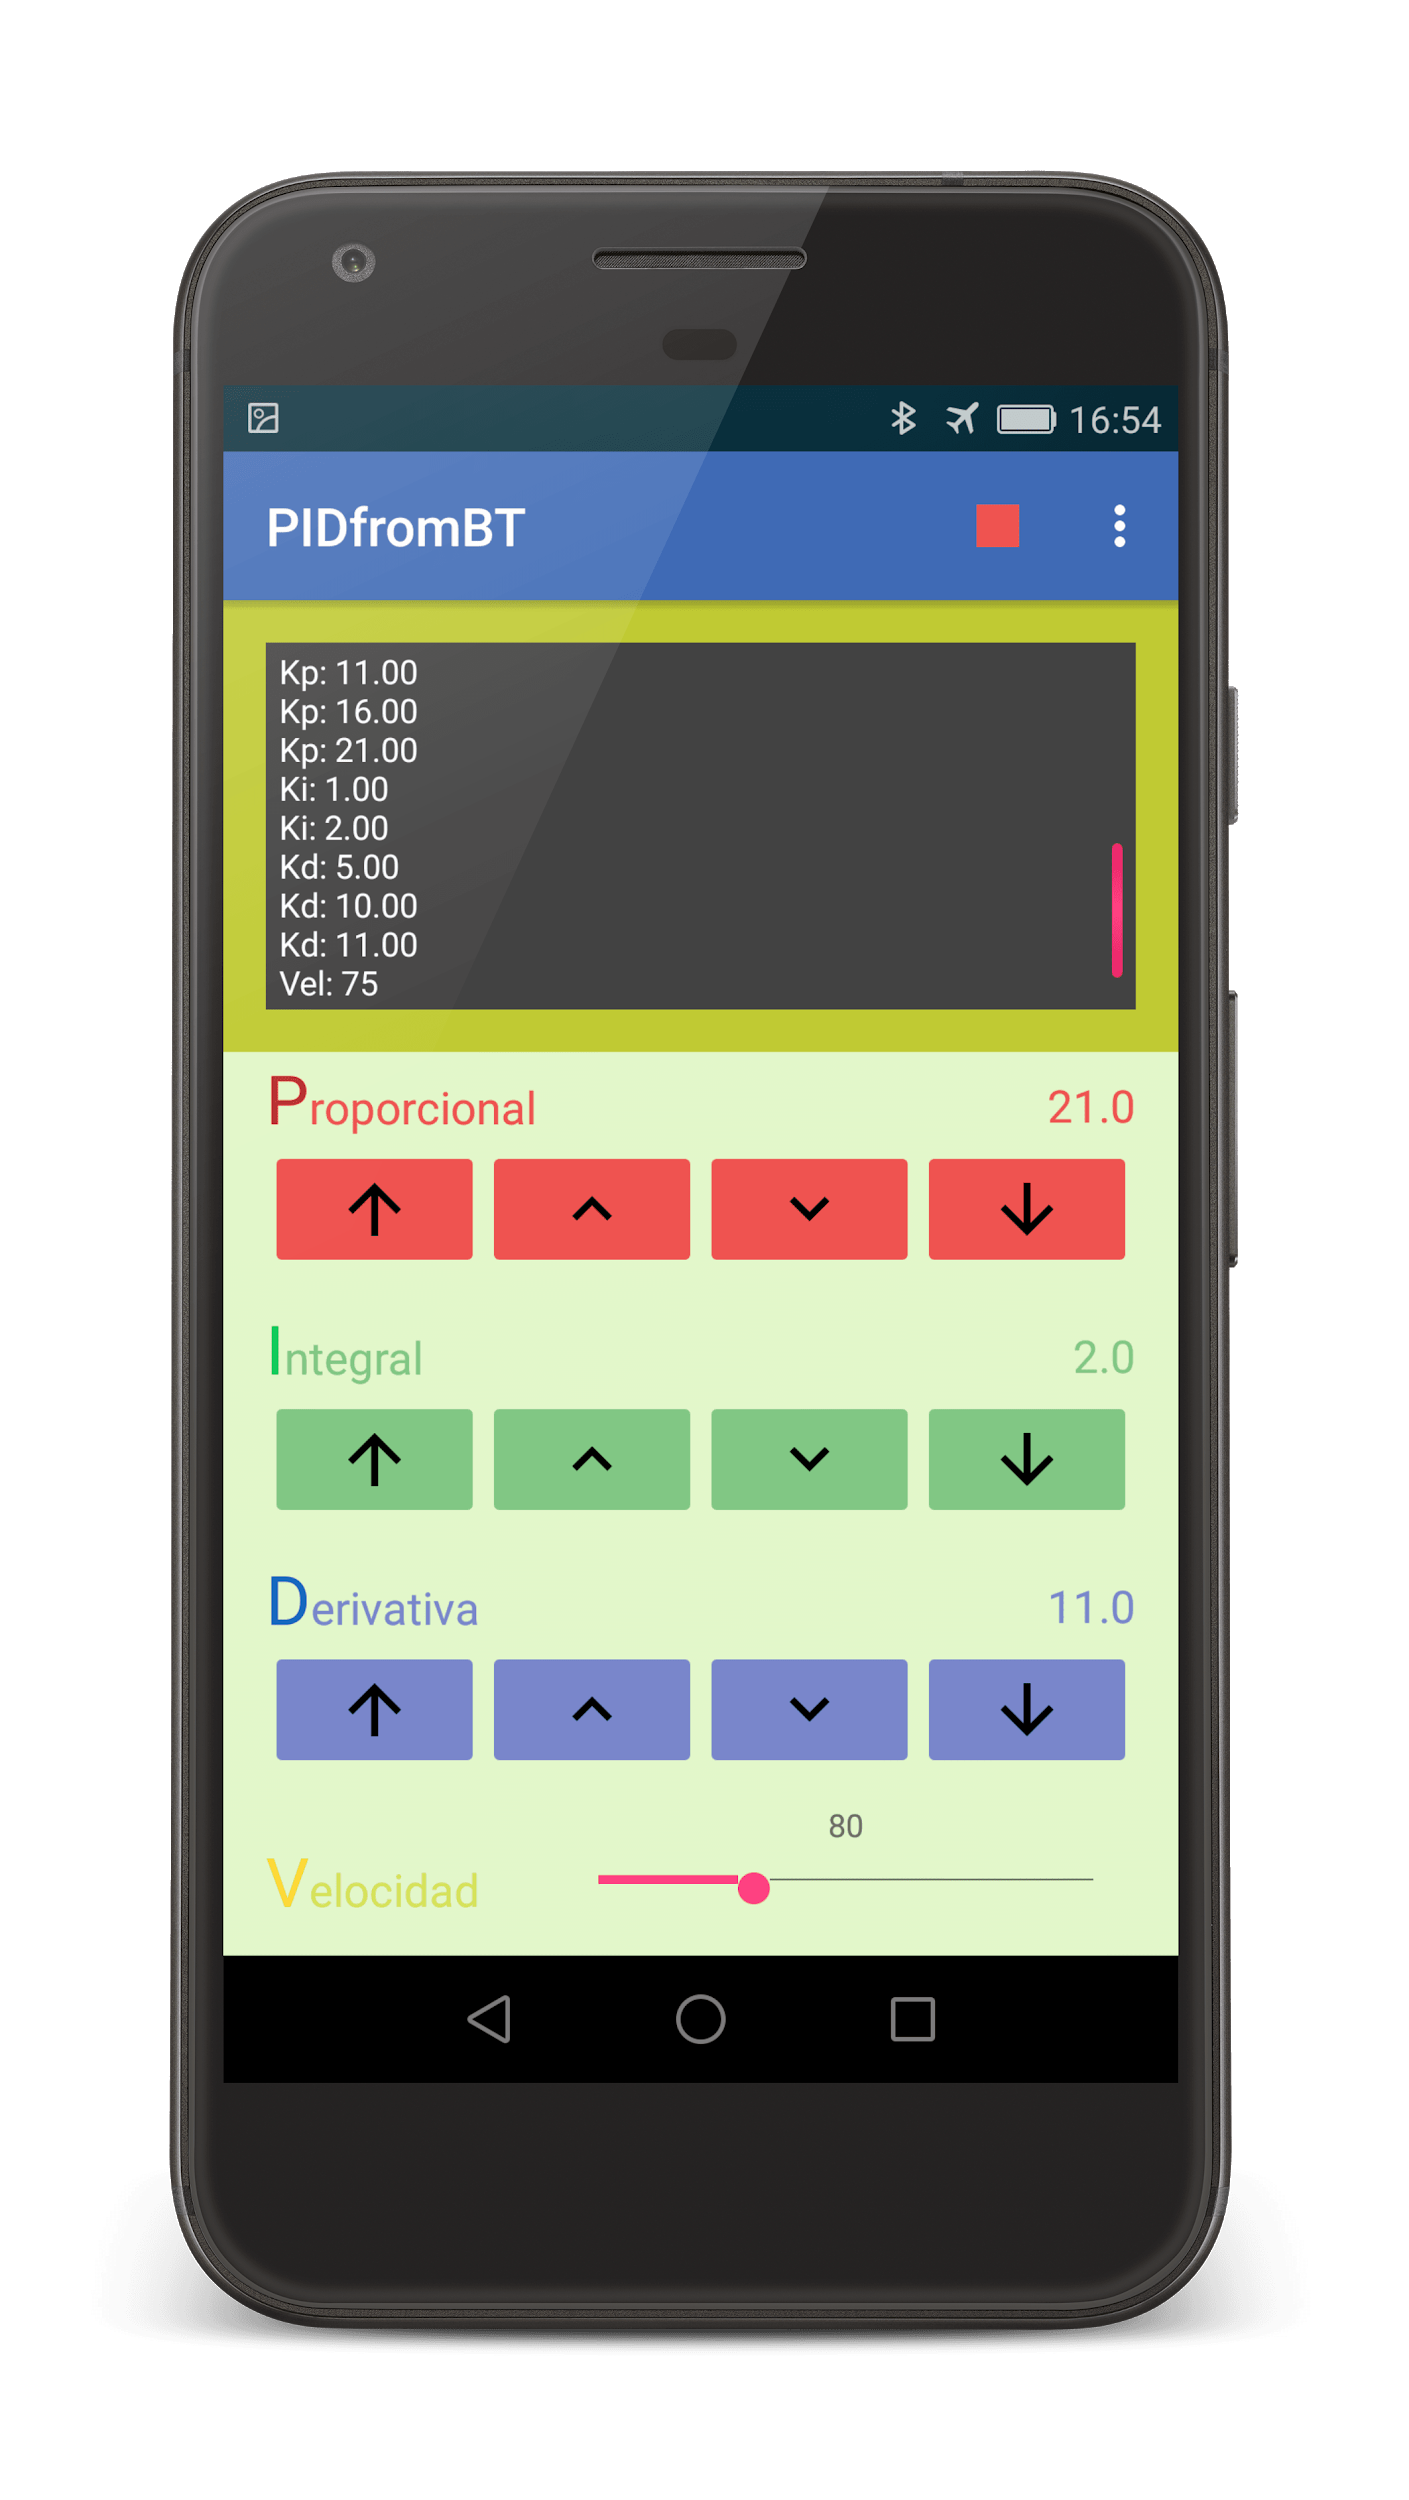 16:54
PIDfromBT
Kp: 11.00
Kp: 16.00
Kp: 21.00
Ki: 1.00
Ki: 2.00
Kd: 5.00
Kd: 10.00
Kd: 11.00
Vel: 75
Proporcional 21.0
Integral 2.0
Derivativa 11.0
80
Velocidad